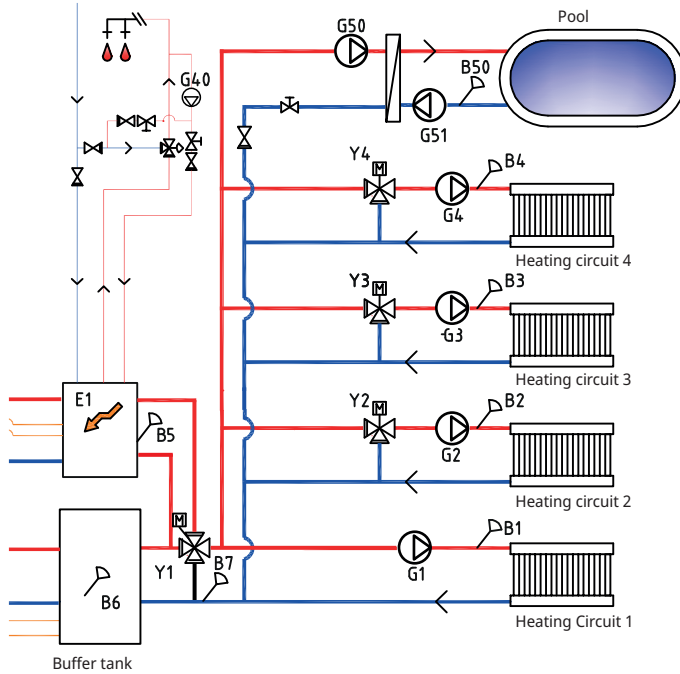 Pool
G50
G40
B50
G51
Y4
M
B4
G4
Heating circuit 4
Y3
M
B3
-G3
Heating circuit 3
E1
Y2
M
B2
B5
G2
Heating circuit 2
M
B1
Y1
B7
G1
B6
Heating Circuit 1
Buffer tank